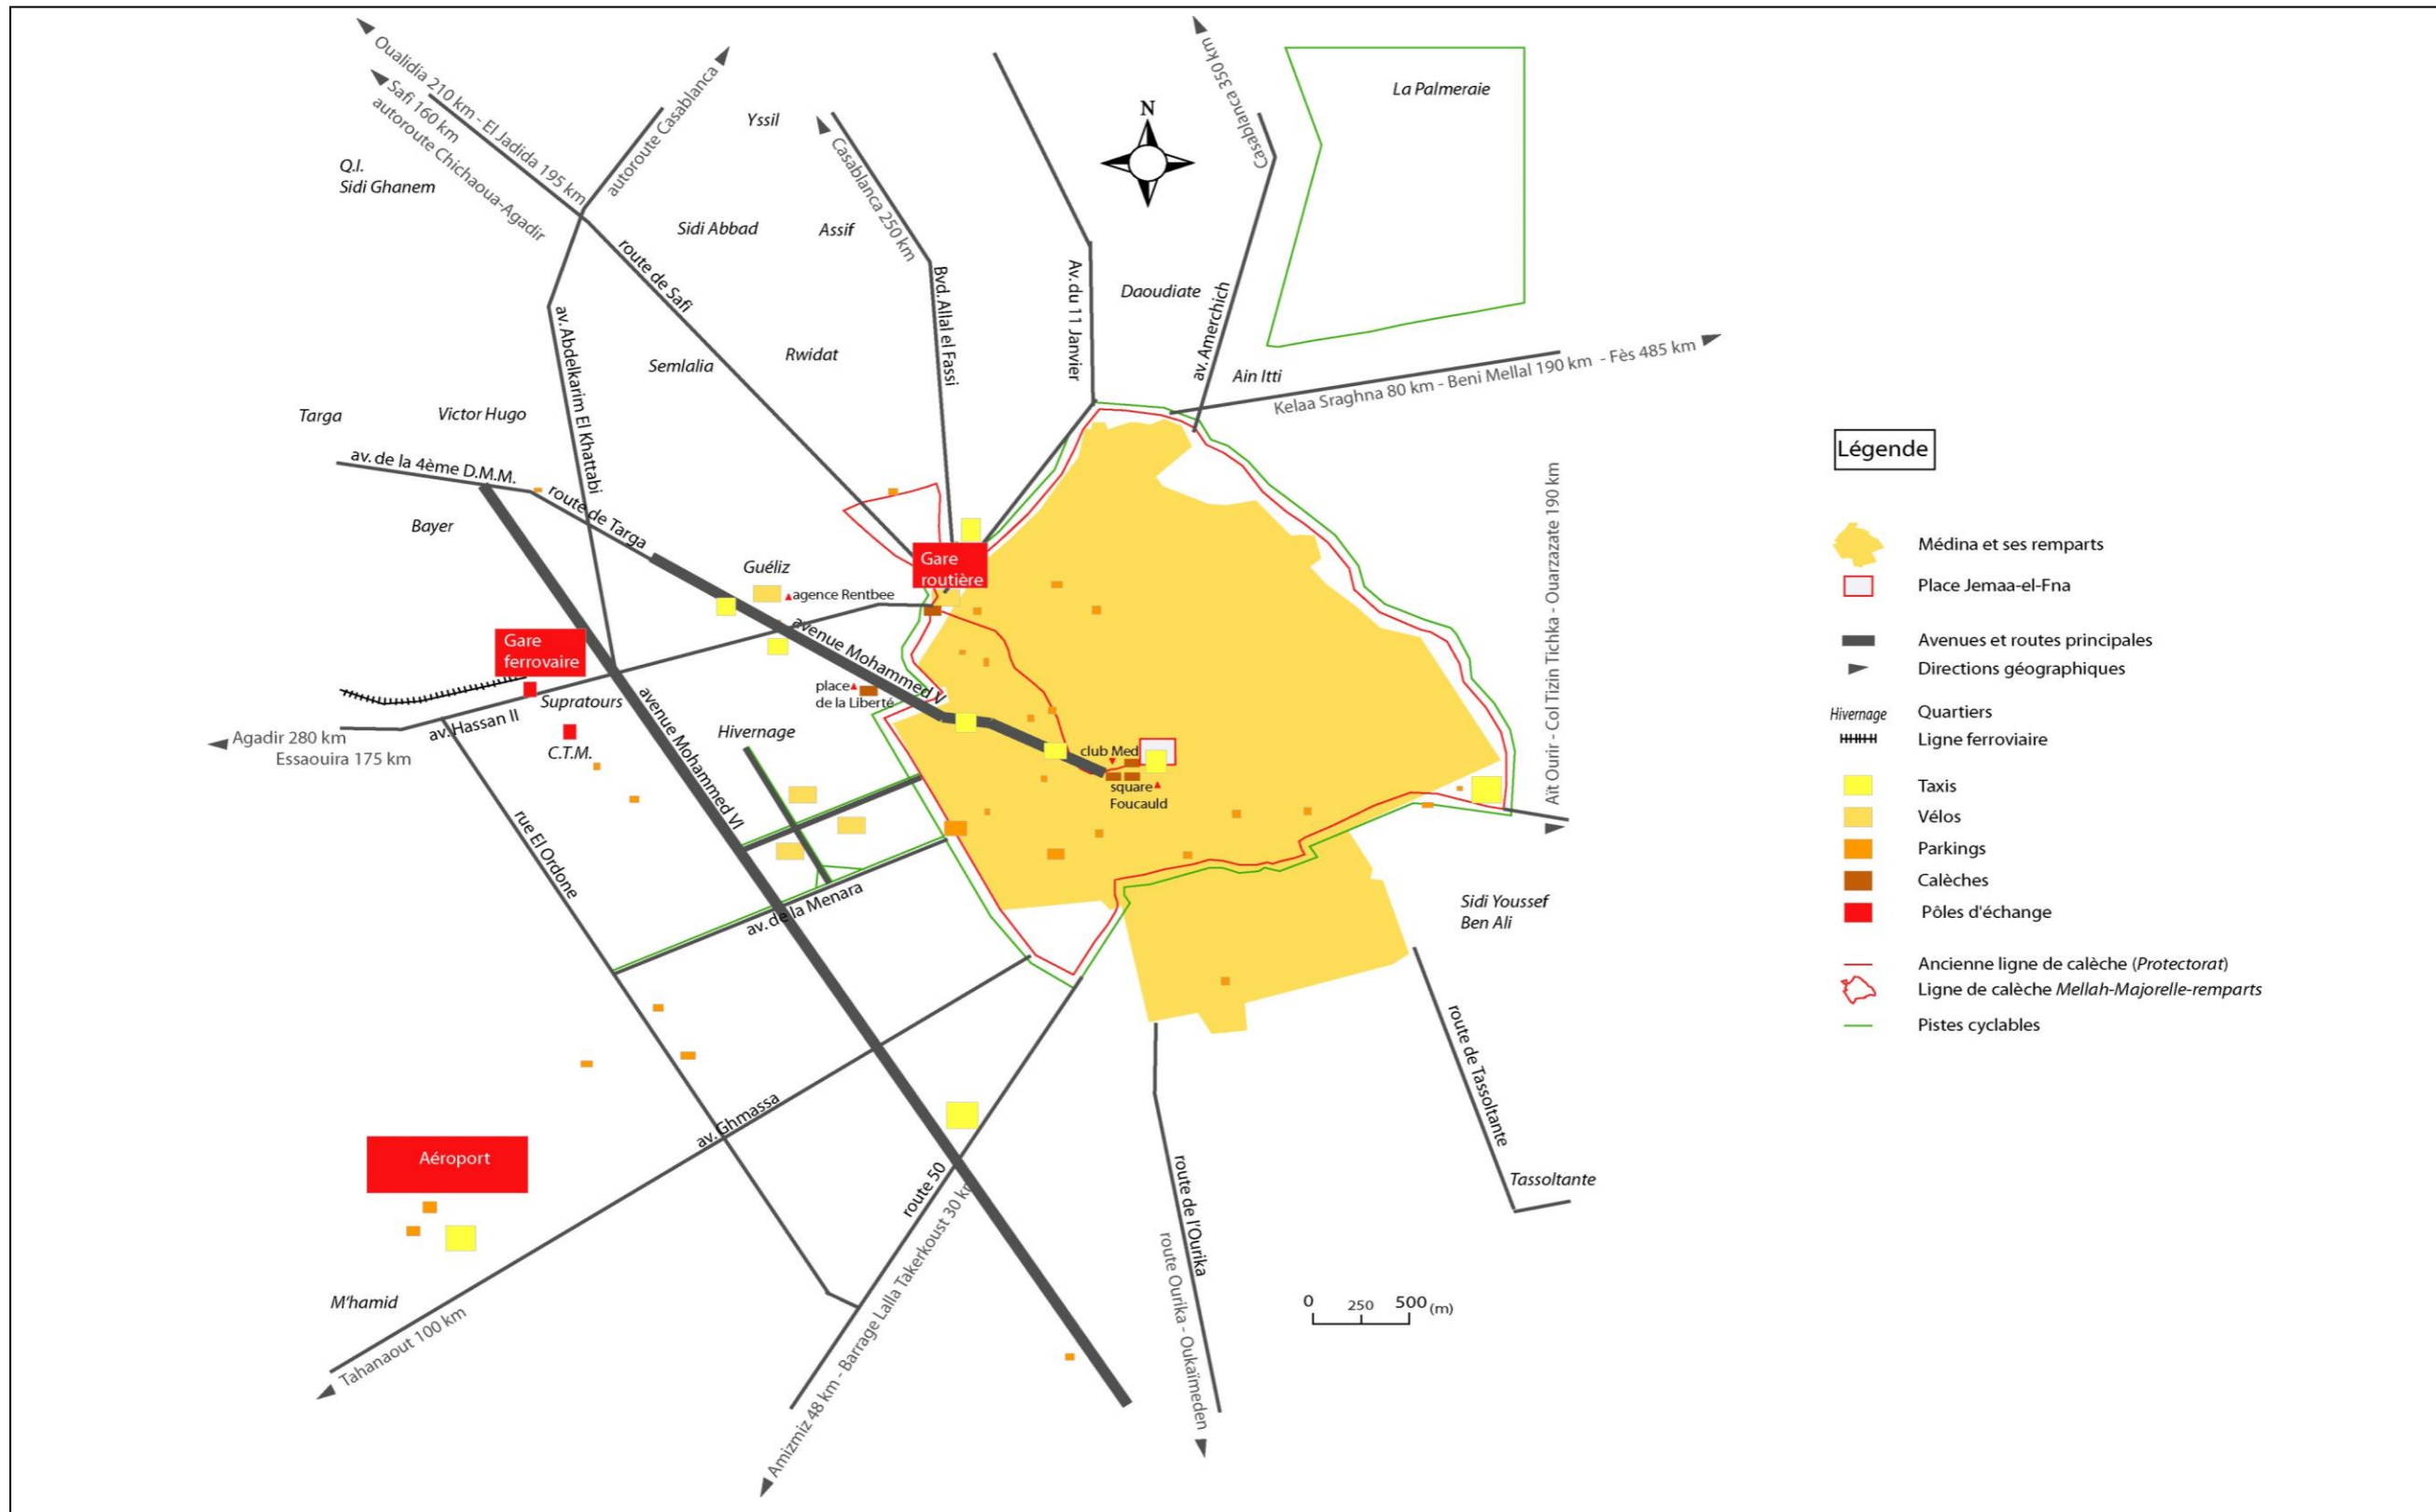 Oualidia 210 km - El Jadida 195 km
Safi 160 km
autoroute Chichaoua-Agadir
autoroute Casablanca
Yssil
Casablanca 250 km
N
Casablanca 350 km
La Palmeraie
Q.I.
Sidi Ghanem
Sidi Abbad
Assif
route de Safi
Bvd. Allal el Fassi
Av.du 11 Janvier
Daoudiate
av. Amerchich
av. Abdelkarim El Khattabi
Semlalia
Rwidat
Ain Itti
Kelaa Sraghna 80 km - Beni Mellal 190 km - Fès 485 km
Targa
Victor Hugo
av. de la 4ème D.M.M.
route de Targa
Bayer
Guéliz
agence Rentbee
Gare
routière
Gare
ferrovaire
avenue Mohammed V
place
de la Liberté
Supratours
av. Hassan II
C.T.M.
Agadir 280 km
Essaouira 175 km
avenue Mohammed VI
Hivernage
club Med
square
Foucauld
Aït Ourir - Col Tizin Tichka - Ouarzazate 190 km
rue El Ordone
av. de la Menara
Sidi Youssef
Ben Ali
route de Tassoltante
Tassoltante
av. Ghmassa
Aéroport
M'hamid
Tahanaout 100 km
route 50
Amizmiz 48 km - Barrage Lalla Takerkoust 30 km
route de l'Ourika
route Ourika - Oukaïmeden
0 250 500 (m)
Légende
Médina et ses remparts
Place Jemaa-el-Fna
Avenues et routes principales
Directions géographiques
Hivernage Quartiers
Ligne ferroviaire
Taxis
Vélos
Parkings
Calèches
Pôles d'échange
Ancienne ligne de calèche (Protectorat)
Ligne de calèche Mellah-Majorelle-remparts
Pistes cyclables